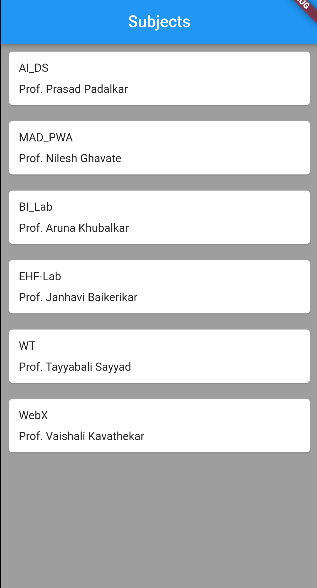 Subjects
AI_DS
Prof. Prasad Padalkar
MAD_PWA
Prof. Nilesh Ghavate
BI_Lab
Prof. Aruna Khubalkar
EHF-Lab
Prof. Janhavi Baikerikar
WT
Prof. Tayyabali Sayyad
WebX
Prof. Vaishali Kavathekar